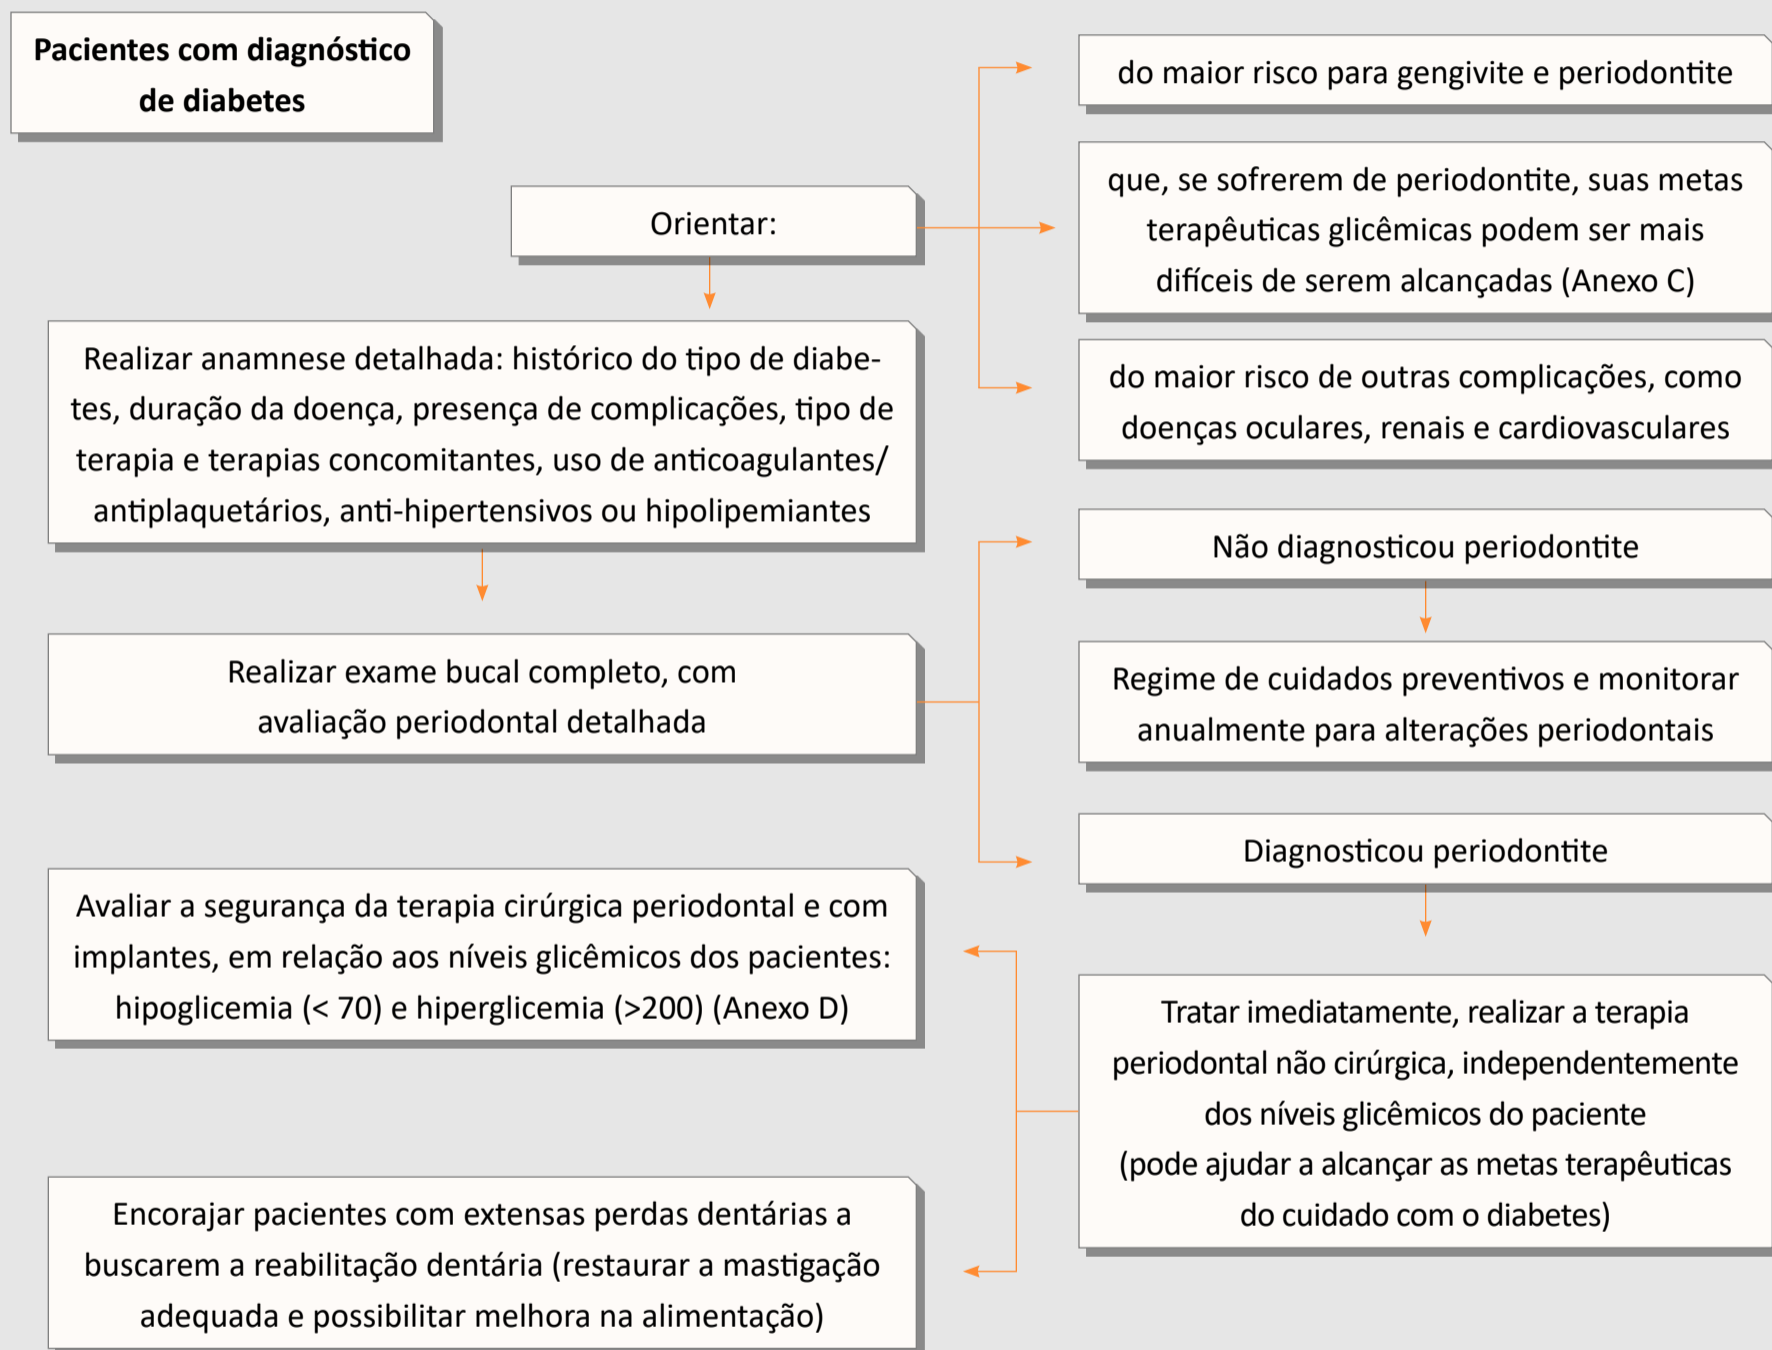 Pacientes com diagnóstico
de diabetes
Orientar:
do maior risco para gengivite e periodontite
que, se sofrerem de periodontite, suas metas
terapêuticas glicêmicas podem ser mais
difíceis de serem alcançadas (Anexo C)
do maior risco de outras complicações, como
doenças oculares, renais e cardiovasculares
Realizar anamnese detalhada: histórico do tipo de diabe-
tes, duração da doença, presença de complicações, tipo de
terapia e terapias concomitantes, uso de anticoagulantes/
antiplaquetários, anti-hipertensivos ou hipolipemiantes
Realizar exame bucal completo, com
avaliação periodontal detalhada
Não diagnosticou periodontite
Regime de cuidados preventivos e monitorar
anualmente para alterações periodontais
Diagnosticou periodontite
Tratar imediatamente, realizar a terapia
periodontal não cirúrgica, independentemente
dos níveis glicêmicos do paciente
(pode ajudar a alcançar as metas terapêuticas
do cuidado com o diabetes)
Avaliar a segurança da terapia cirúrgica periodontal e com
implantes, em relação aos níveis glicêmicos dos pacientes:
hipoglicemia (< 70) e hiperglicemia (>200) (Anexo D)
Encorajar pacientes com extensas perdas dentárias a
buscarem a reabilitação dentária (restaurar a mastigação
adequada e possibilitar melhora na alimentação)